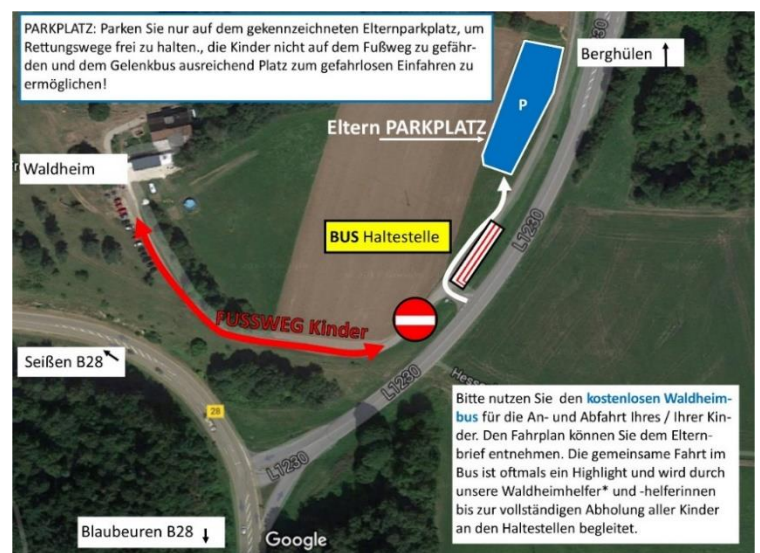 PARKPLATZ: Parken Sie nur auf dem gekennzeichneten Elternparkplatz, um
Rettungswege frei zu halten., die Kinder nicht auf dem Fußweg zu gefähr-
den und dem Gelenkbus ausreichend Platz zum gefahrlosen Einfahren zu
ermöglichen!
Berghülen
P
Eltern PARKPLATZ
Waldheim
BUS Haltestelle
L1230
FUSSWEG Kinder
Seißen B28
L1230
28
L1230
Bitte nutzen Sie den kostenlosen Waldheim-
bus für die An- und Abfahrt Ihres / Ihrer Kin-
der. Den Fahrplan können Sie dem Eltern-
brief entnehmen. Die gemeinsame Fahrt im
Bus ist oftmals ein Highlight und wird durch
unsere Waldheimhelfer* und -helferinnen
bis zur vollständigen Abholung aller Kinder
an den Haltestellen begleitet.
Blaubeuren B28
Google